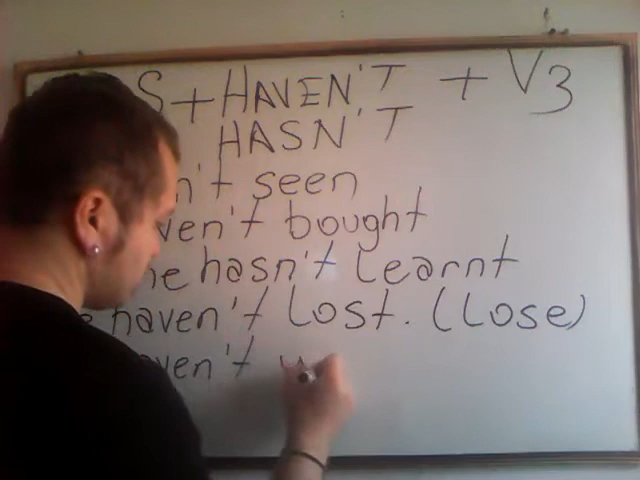 S+HAVEN'T + V3
HASN'T
n't seen
ven't bought
he hasn't learnt
haven't lost. (lose)
ven't